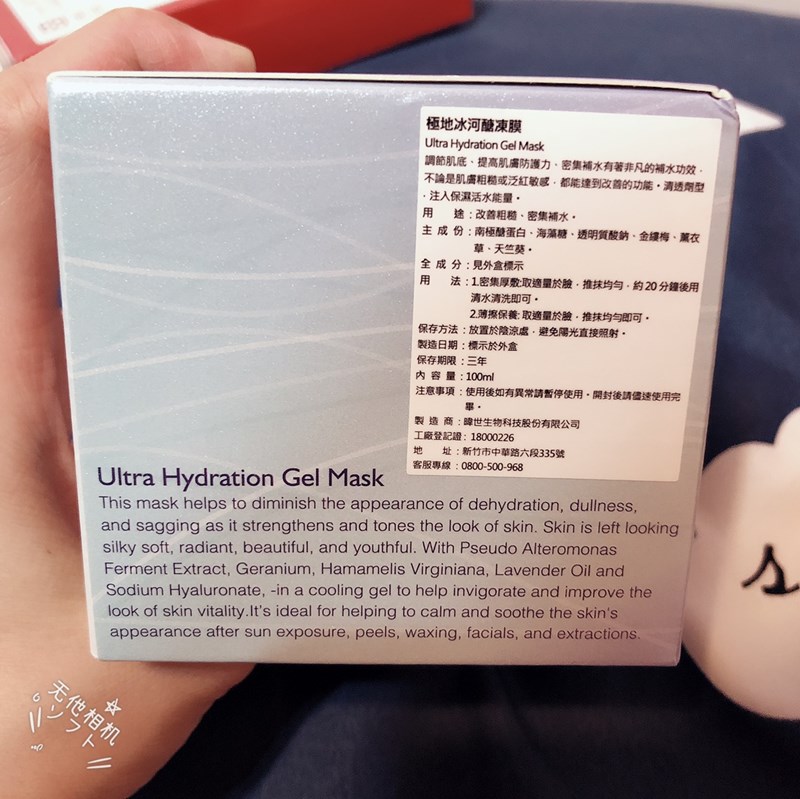 極地冰河醣凍膜
Ultra Hydration Gel Mask
調節肌底、提高肌膚防護力，密集補水有著非凡的補水功效，
不論是肌膚粗糙或泛紅敏感，都能達到改善的功能。清透劑型
，注入保濕活水能量。
用　途：改善粗糙、密集補水。
主 成 份：南極醣蛋白、海藻糖、透明質酸鈉、金縷梅、薰衣
草、天竺葵。
全 成 分：見外盒標示
用　法：1.密集厚敷:取適量於臉，推抹均勻，約20分鐘後用
清水清洗即可。
2.薄擦保養:取適量於臉，推抹均勻即可。
保存方法：放置於陰涼處，避免陽光直接照射。
製造日期：標示於外盒
保存期限：三年
內 容 量：100ml
注意事項：使用後如有異常請暫停使用。開封後請儘速使用完
畢。
製 造 商：暐世生物科技股份有限公司
工廠登記證：18000226
地　址：新竹市中華路六段335號
客服專線：0800-500-968
Ultra Hydration Gel Mask
This mask helps to diminish the appearance of dehydration, dullness,
and sagging as it strengthens and tones the look of skin. Skin is left looking
silky soft, radiant, beautiful, and youthful. With Pseudo Alteromonas
Ferment Extract, Geranium, Hamamelis Virginiana, Lavender Oil and
Sodium Hyaluronate, -in a cooling gel to help invigorate and improve the
look of skin vitality.It's ideal for helping to calm and soothe the skin's
appearance after sun exposure, peels, waxing, facials, and extractions.
无他相机
ソフト